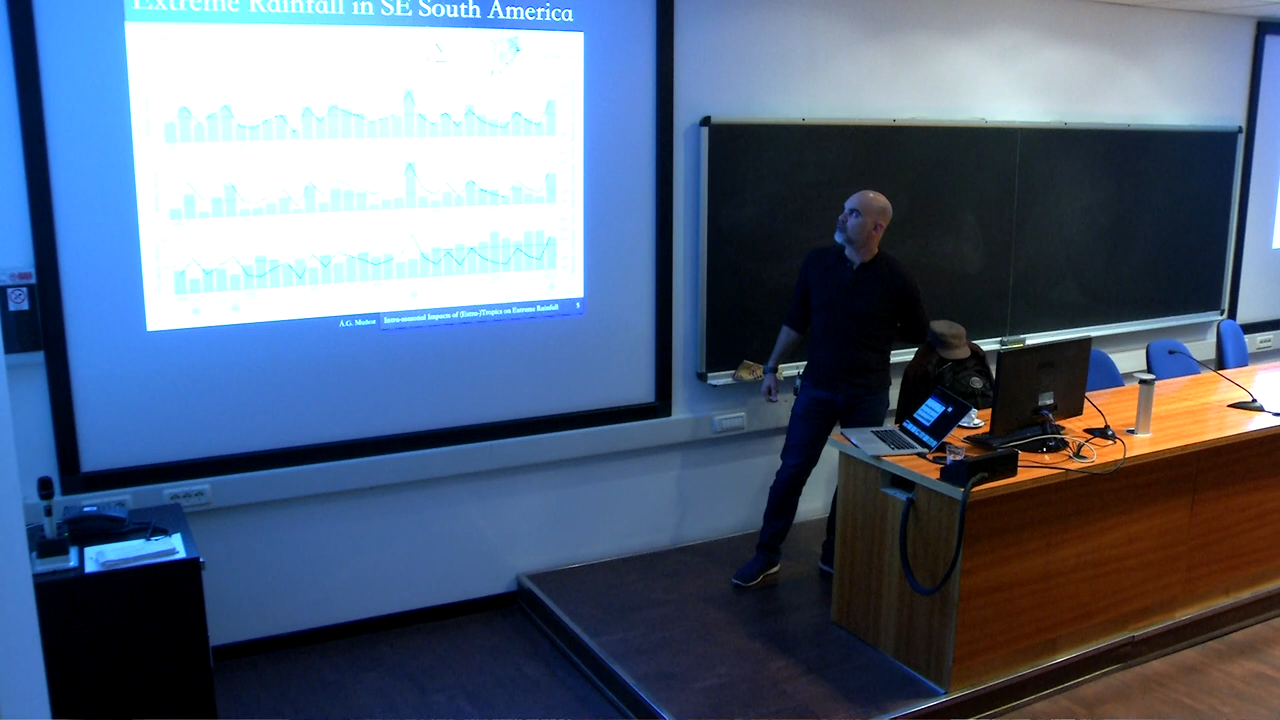 Extreme Rainfall in SE South America
Á.G. Muñoz Intra-seasonal Impacts of (Extra-)Tropics on Extreme Rainfall 5